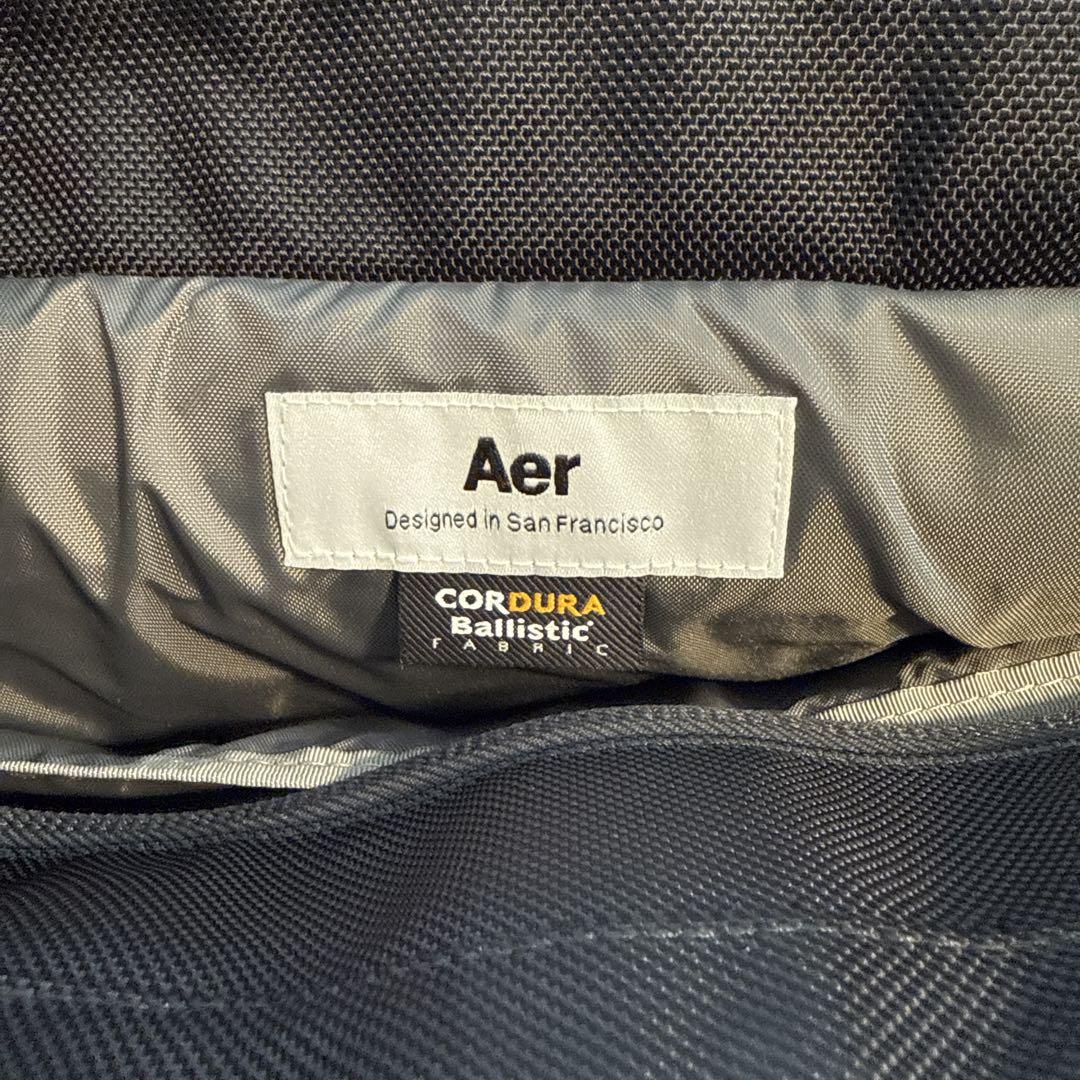 Aer
Designed in San Francisco
CORDURA
Ballistic
FABRIC